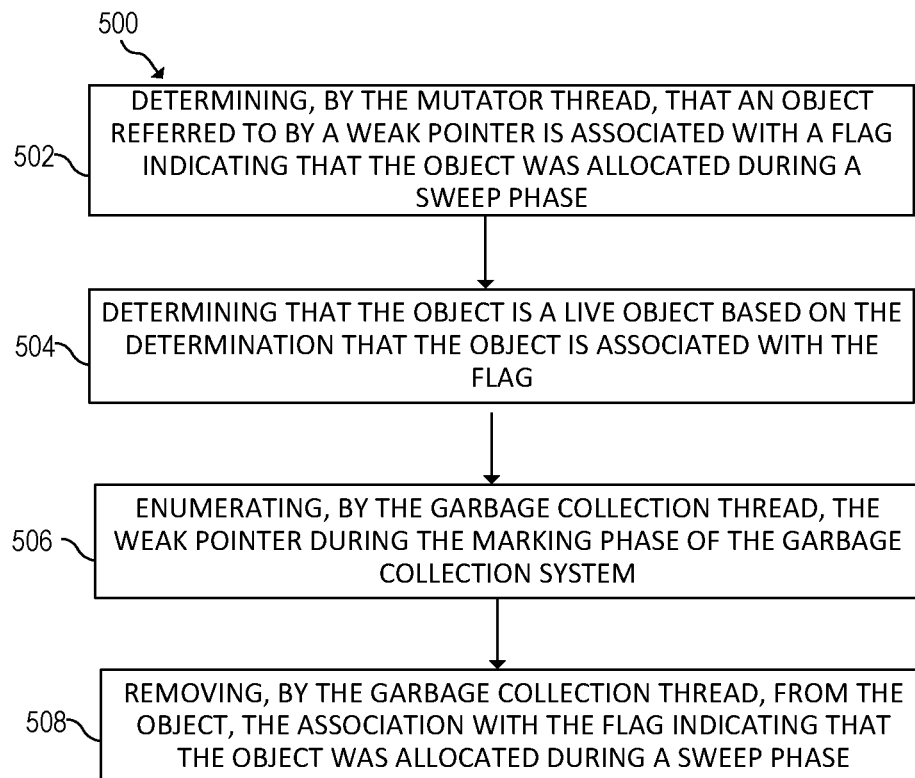 500
DETERMINING, BY THE MUTATOR THREAD, THAT AN OBJECT
REFERRED TO BY A WEAK POINTER IS ASSOCIATED WITH A FLAG
INDICATING THAT THE OBJECT WAS ALLOCATED DURING A
SWEEP PHASE
502
DETERMINING THAT THE OBJECT IS A LIVE OBJECT BASED ON THE
DETERMINATION THAT THE OBJECT IS ASSOCIATED WITH THE
FLAG
504
ENUMERATING, BY THE GARBAGE COLLECTION THREAD, THE
WEAK POINTER DURING THE MARKING PHASE OF THE GARBAGE
COLLECTION SYSTEM
506
REMOVING, BY THE GARBAGE COLLECTION THREAD, FROM THE
OBJECT, THE ASSOCIATION WITH THE FLAG INDICATING THAT
THE OBJECT WAS ALLOCATED DURING A SWEEP PHASE
508